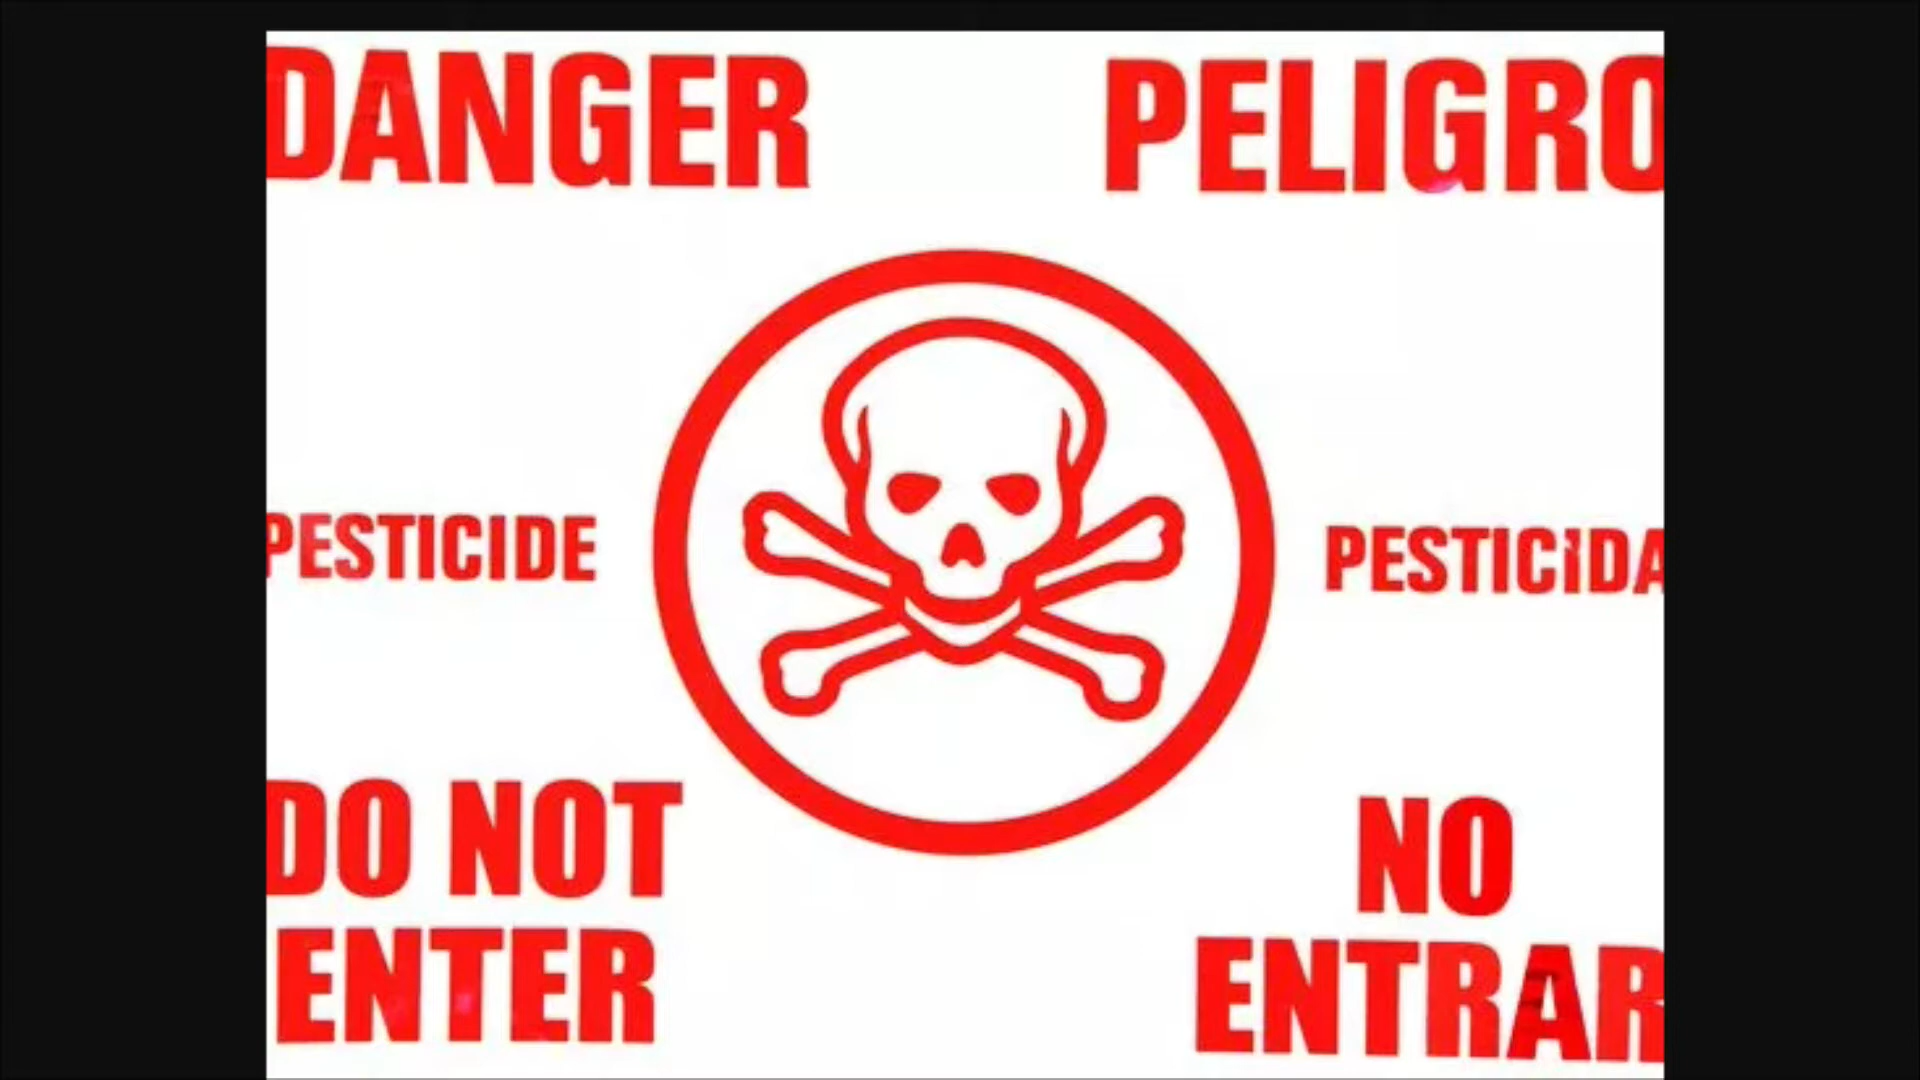 DANGER
PELIGRO
PESTICIDE
PESTICIDA
DO NOT
ENTER
NO
ENTRAR